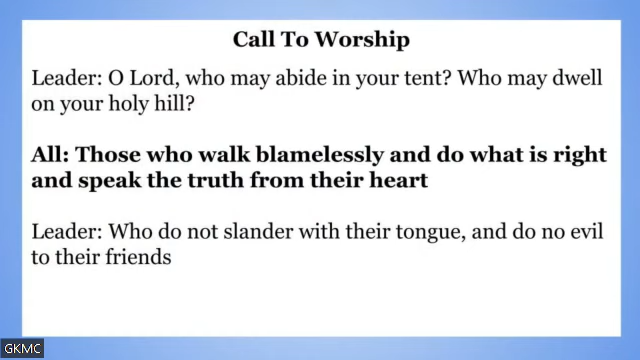 Call To Worship
Leader: O Lord, who may abide in your tent? Who may dwell
on your holy hill?
All: Those who walk blamelessly and do what is right
and speak the truth from their heart
Leader: Who do not slander with their tongue, and do no evil
to their friends
GKMC